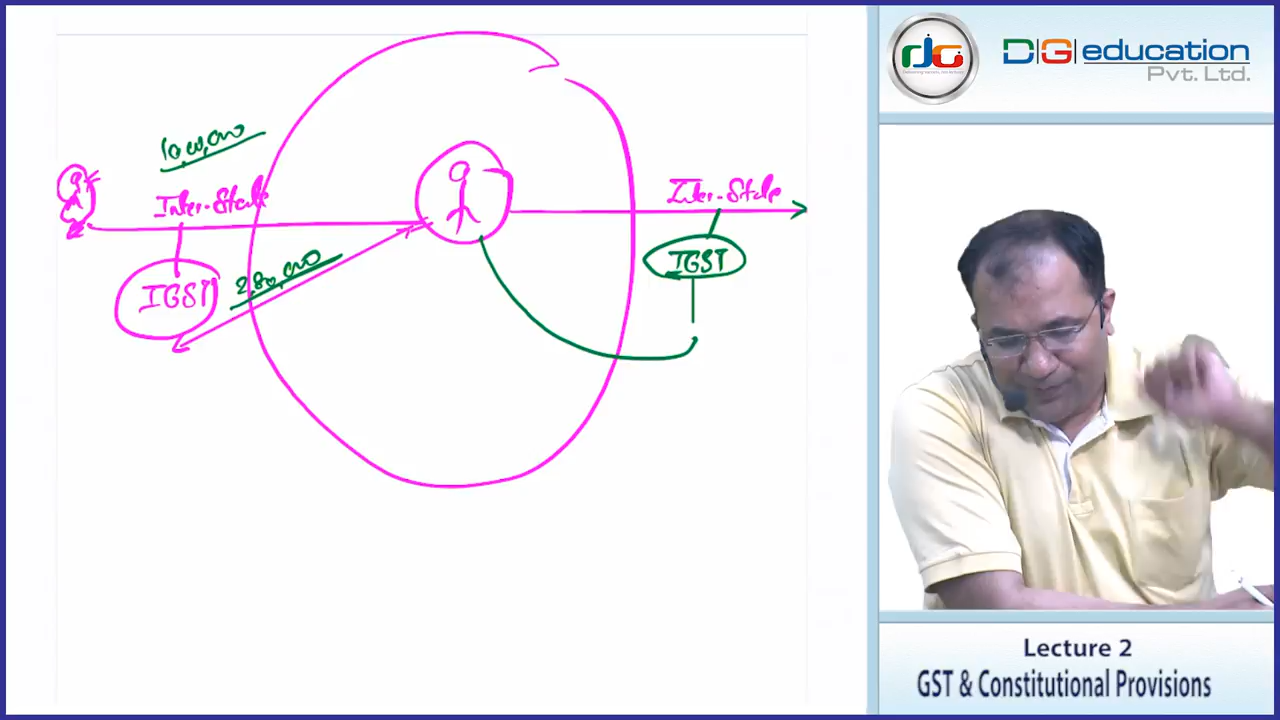 10,00,000
Inter-State
IGST
2,80,000
Inter-State
IGST
DG education
Pvt. Ltd.
Lecture 2
GST & Constitutional Provisions